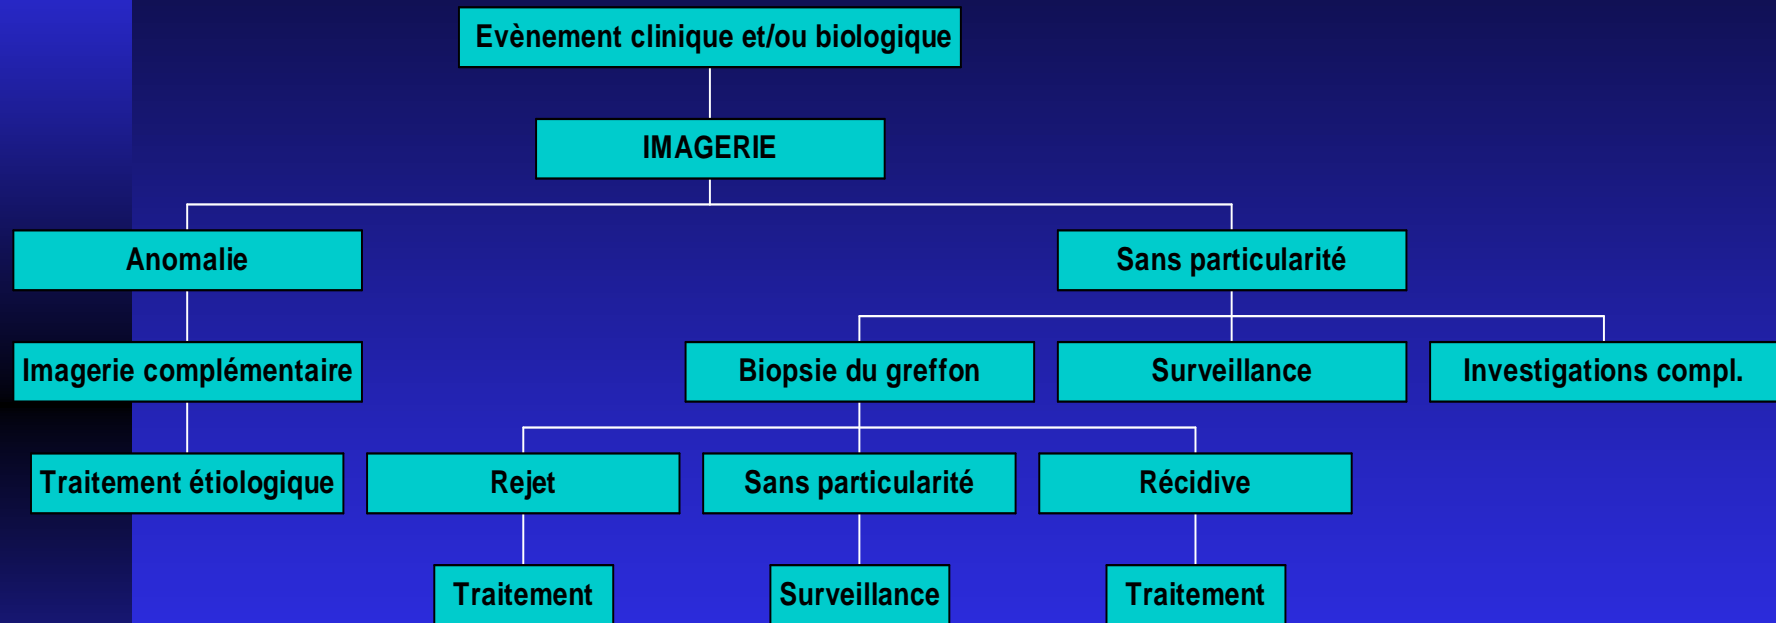 Evènement clinique et/ou biologique
IMAGERIE
Anomalie
Sans particularité
Imagerie complémentaire
Biopsie du greffon
Surveillance
Investigations compl.
Traitement étiologique
Rejet
Sans particularité
Récidive
Traitement
Surveillance
Traitement